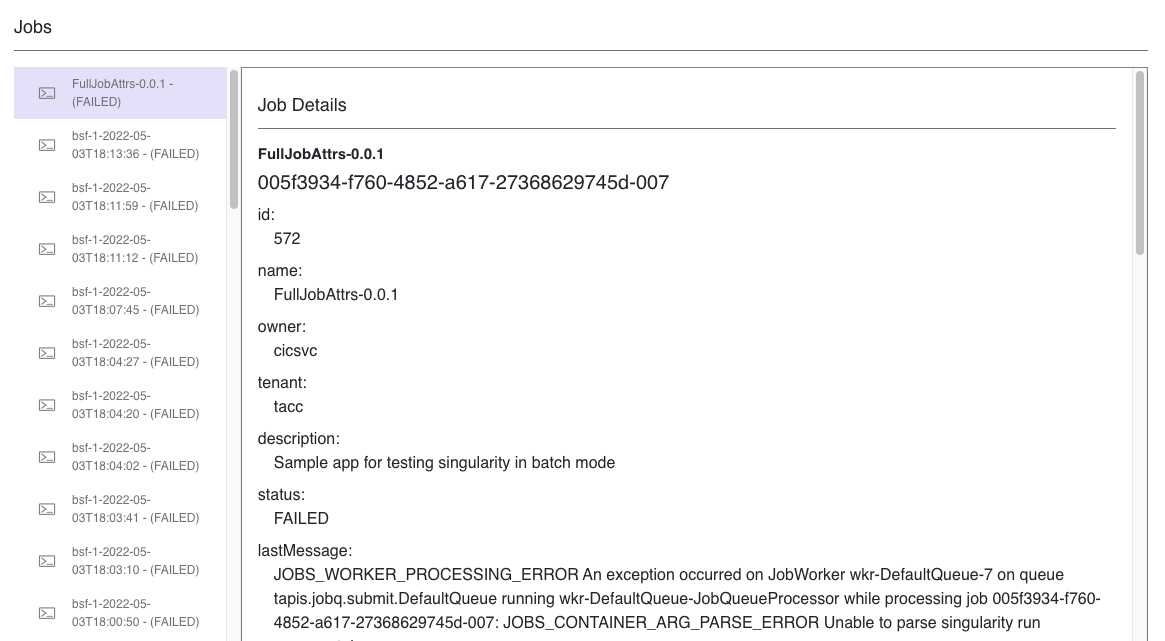 Jobs
FullJobAttrs-0.0.1 -
(FAILED)
bsf-1-2022-05-
03T18:13:36 - (FAILED)
bsf-1-2022-05-
03T18:11:59 - (FAILED)
bsf-1-2022-05-
03T18:11:12 - (FAILED)
bsf-1-2022-05-
03T18:07:45 - (FAILED)
bsf-1-2022-05-
03T18:04:27 - (FAILED)
bsf-1-2022-05-
03T18:04:20 - (FAILED)
bsf-1-2022-05-
03T18:04:02 - (FAILED)
bsf-1-2022-05-
03T18:03:41 - (FAILED)
bsf-1-2022-05-
03T18:03:10 - (FAILED)
bsf-1-2022-05-
03T18:00:50 - (FAILED)
Job Details
FullJobAttrs-0.0.1
005f3934-f760-4852-a617-27368629745d-007
id:
572
name:
FullJobAttrs-0.0.1
owner:
cicsvc
tenant:
tacc
description:
Sample app for testing singularity in batch mode
status:
FAILED
lastMessage:
JOBS_WORKER_PROCESSING_ERROR An exception occurred on JobWorker wkr-DefaultQueue-7 on queue
tapis.jobq.submit.DefaultQueue running wkr-DefaultQueue-JobQueueProcessor while processing job 005f3934-f760-
4852-a617-27368629745d-007: JOBS_CONTAINER_ARG_PARSE_ERROR Unable to parse singularity run